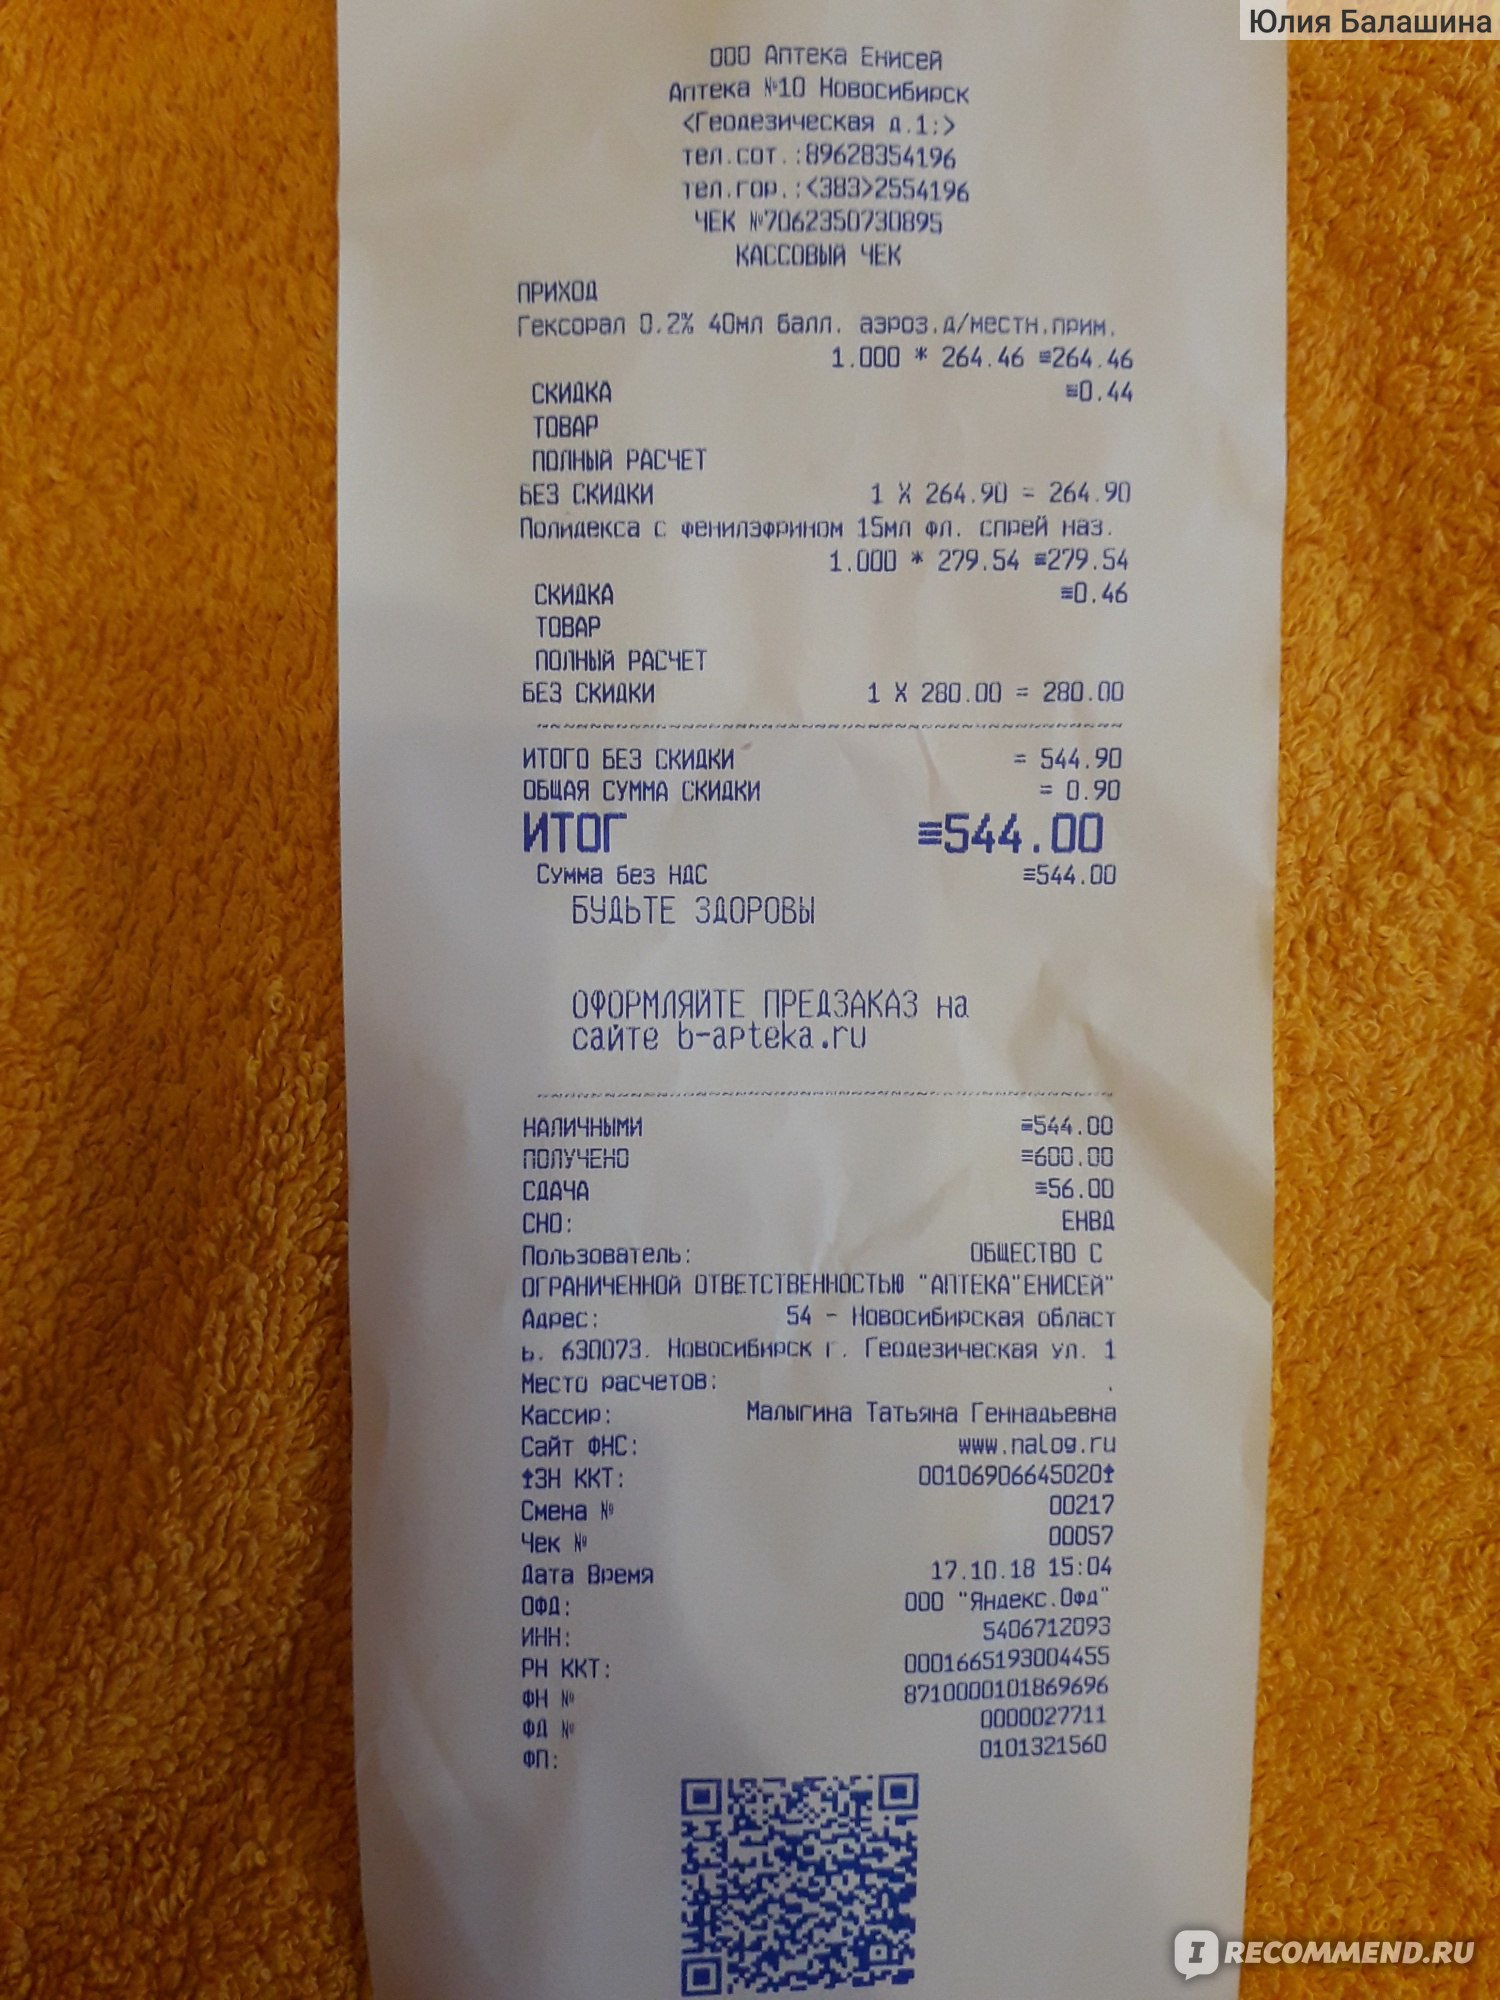 Юлия Балашина
ООО Аптека Енисей
Аптека №10 Новосибирск
<Геодезическая д.1;>
тел.сот.:89628354196
тел.гор.:<383>2554196
ЧЕК №7062350730895
КАССОВЫЙ ЧЕК
ПРИХОД
Гексорал 0.2% 40мл балл. аэроз.д/местн.прим.
1.000 * 264.46 ≡264.46
СКИДКА ≡0.44
ТОВАР
ПОЛНЫЙ РАСЧЕТ
БЕЗ СКИДКИ 1 X 264.90 = 264.90
Полидекса с фенилэфрином 15мл фл. спрей наз.
1.000 * 279.54 ≡279.54
СКИДКА ≡0.46
ТОВАР
ПОЛНЫЙ РАСЧЕТ
БЕЗ СКИДКИ 1 X 280.00 = 280.00
ИТОГО БЕЗ СКИДКИ = 544.90
ОБЩАЯ СУММА СКИДКИ = 0.90
ИТОГ ≡544.00
Сумма без НДС ≡544.00
БУДЬТЕ ЗДОРОВЫ
ОФОРМЛЯЙТЕ ПРЕДЗАКАЗ на
сайте b-apteka.ru
НАЛИЧНЫМИ ≡544.00
ПОЛУЧЕНО ≡600.00
СДАЧА ≡56.00
СНО: ЕНВД
Пользователь: ОБЩЕСТВО С
ОГРАНИЧЕННОЙ ОТВЕТСТВЕННОСТЬЮ "АПТЕКА"ЕНИСЕЙ"
Адрес: 54 - Новосибирская област
ь. 630073. Новосибирск г. Геодезическая ул. 1
Место расчетов: .
Кассир: Малыгина Татьяна Геннадьевна
Сайт ФНС: www.nalog.ru
ЗН ККТ: 00106906645020
Смена № 00217
Чек № 00057
Дата Время 17.10.18 15:04
ОФД: ООО "Яндекс.Офд"
ИНН: 5406712093
РН ККТ: 0001665193004455
ФН № 8710000101869696
ФД № 0000027711
ФП: 0101321560
I RECOMMEND.RU